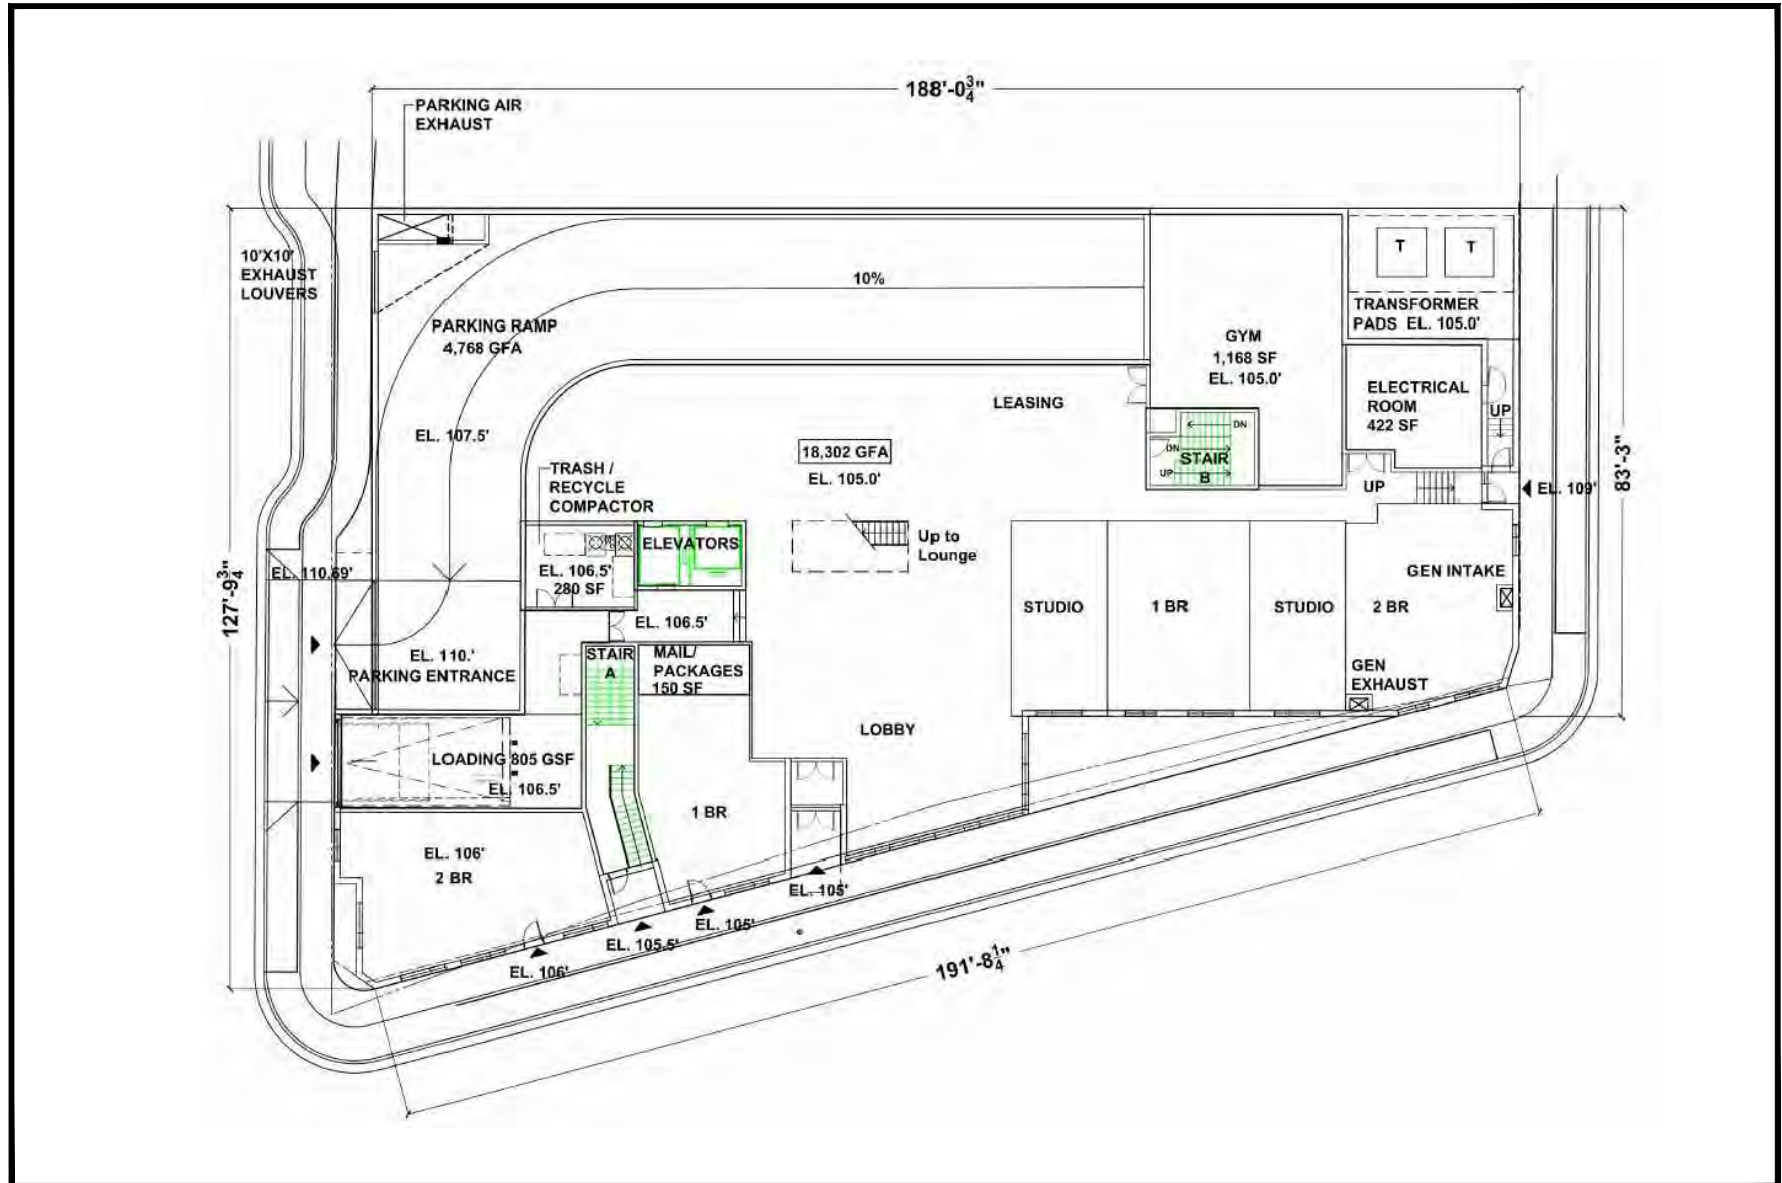 188'-0 3/4"
PARKING AIR
EXHAUST
10'X10'
EXHAUST
LOUVERS
10%
T
T
TRANSFORMER
PADS EL. 105.0'
PARKING RAMP
4,768 GFA
GYM
1,168 SF
EL. 105.0'
ELECTRICAL
ROOM
422 SF
UP
LEASING
EL. 107.5'
18,302 GFA
EL. 105.0'
DN
DN
STAIR
B
UP
UP
EL. 109'
83'-3"
TRASH /
RECYCLE
COMPACTOR
ELEVATORS
Up to
Lounge
EL. 106.5'
280 SF
EL. 110.69'
127'-9 3/4"
GEN INTAKE
STUDIO
1 BR
STUDIO
2 BR
EL. 106.5'
EL. 110.'
PARKING ENTRANCE
STAIR
A
MAIL/
PACKAGES
150 SF
GEN
EXHAUST
LOBBY
LOADING 805 GSF
EL. 106.5'
1 BR
EL. 106'
2 BR
EL. 105'
EL. 105'
EL. 105.5'
EL. 106'
191'-8 1/4"